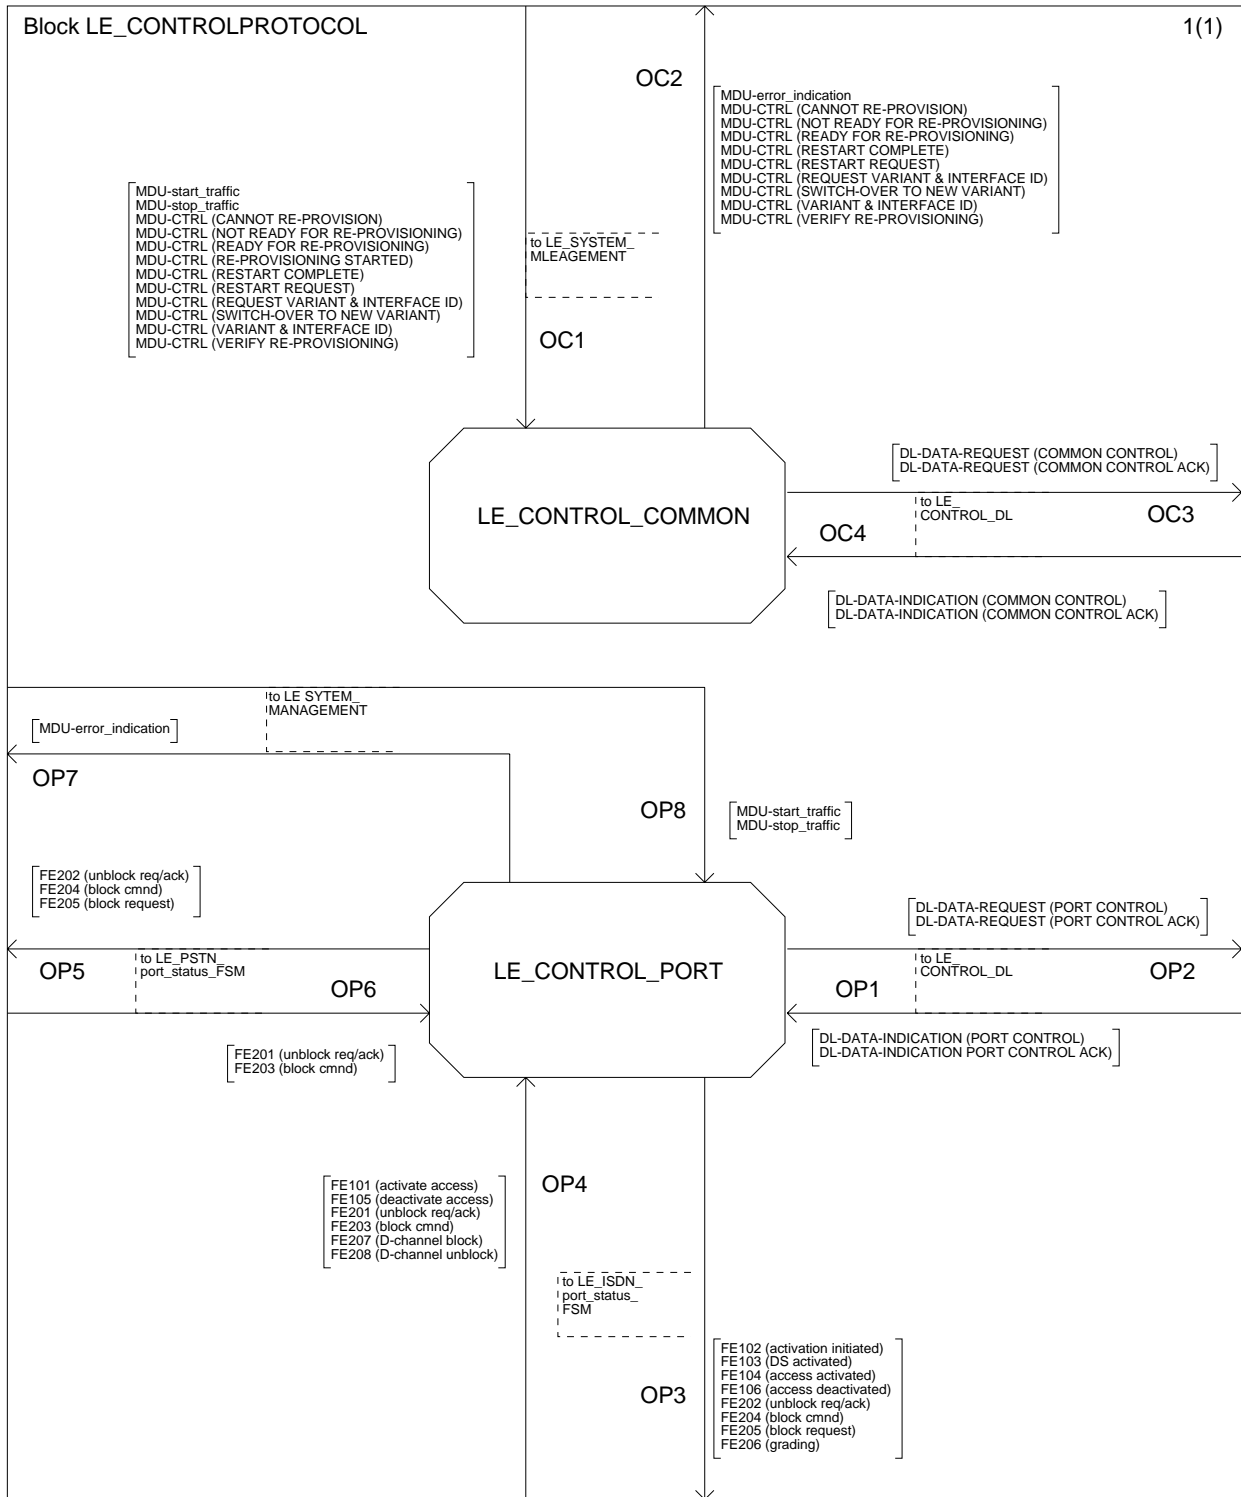 Block LE_CONTROLPROTOCOL
1(1)
OC2
MDU-error_indication
MDU-CTRL (CANNOT RE-PROVISION)
MDU-CTRL (NOT READY FOR RE-PROVISIONING)
MDU-CTRL (READY FOR RE-PROVISIONING)
MDU-CTRL (RESTART COMPLETE)
MDU-CTRL (RESTART REQUEST)
MDU-CTRL (REQUEST VARIANT & INTERFACE ID)
MDU-CTRL (SWITCH-OVER TO NEW VARIANT)
MDU-CTRL (VARIANT & INTERFACE ID)
MDU-CTRL (VERIFY RE-PROVISIONING)
MDU-start_traffic
MDU-stop_traffic
MDU-CTRL (CANNOT RE-PROVISION)
MDU-CTRL (NOT READY FOR RE-PROVISIONING)
MDU-CTRL (READY FOR RE-PROVISIONING)
MDU-CTRL (RE-PROVISIONING STARTED)
MDU-CTRL (RESTART COMPLETE)
MDU-CTRL (RESTART REQUEST)
MDU-CTRL (REQUEST VARIANT & INTERFACE ID)
MDU-CTRL (SWITCH-OVER TO NEW VARIANT)
MDU-CTRL (VARIANT & INTERFACE ID)
MDU-CTRL (VERIFY RE-PROVISIONING)
to LE_SYSTEM_
MLEAGEMENT
OC1
LE_CONTROL_COMMON
DL-DATA-REQUEST (COMMON CONTROL)
DL-DATA-REQUEST (COMMON CONTROL ACK)
to LE_
CONTROL_DL
OC3
OC4
DL-DATA-INDICATION (COMMON CONTROL)
DL-DATA-INDICATION (COMMON CONTROL ACK)
to LE SYTEM_
MANAGEMENT
MDU-error_indication
OP7
OP8
MDU-start_traffic
MDU-stop_traffic
FE202 (unblock req/ack)
FE204 (block cmnd)
FE205 (block request)
OP5
to LE_PSTN_
port_status_FSM
OP6
FE201 (unblock req/ack)
FE203 (block cmnd)
LE_CONTROL_PORT
DL-DATA-REQUEST (PORT CONTROL)
DL-DATA-REQUEST (PORT CONTROL ACK)
to LE_
CONTROL_DL
OP2
OP1
DL-DATA-INDICATION (PORT CONTROL)
DL-DATA-INDICATION PORT CONTROL ACK)
FE101 (activate access)
FE105 (deactivate access)
FE201 (unblock req/ack)
FE203 (block cmnd)
FE207 (D-channel block)
FE208 (D-channel unblock)
OP4
to LE_ISDN_
port_status_
FSM
OP3
FE102 (activation initiated)
FE103 (DS activated)
FE104 (access activated)
FE106 (access deactivated)
FE202 (unblock req/ack)
FE204 (block cmnd)
FE205 (block request)
FE206 (grading)